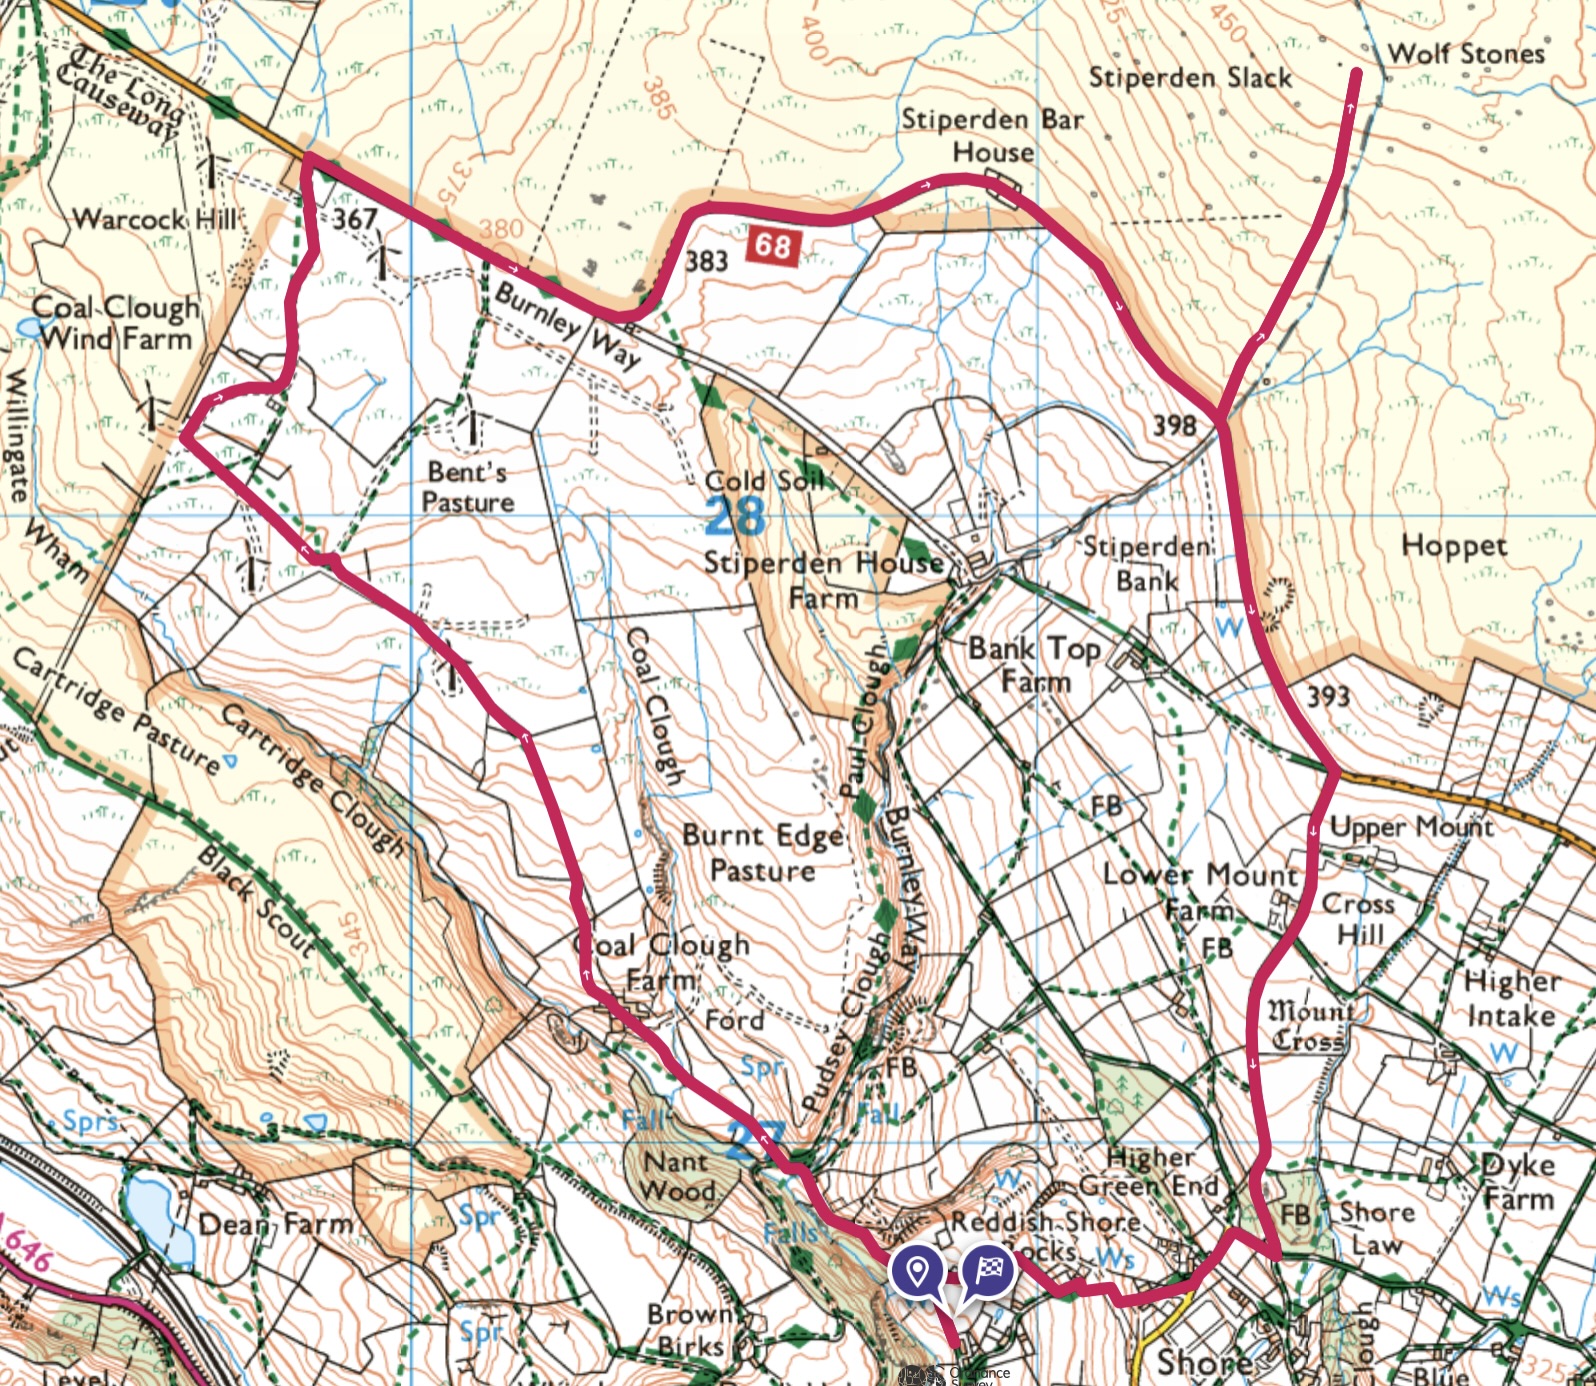 Wolf Stones
Stiperden Slack
450
25
400
The Long
Causeway
385
Stiperden Bar
House
375
Warcock Hill
367
380
68
383
Coal Clough
Wind Farm
Burnley Way
Willingate
398
Bent's
Pasture
Cold Soil
28
Wham
Stiperden House
Farm
Stiperden
Bank
Hoppet
W
Coal Clough
Bank Top
Farm
Cartridge Pasture
Paul Clough
393
Cartridge Clough
FB
Burnley Way
Upper Mount
Burnt Edge
Pasture
Black Scout
345
Lower Mount
Farm
Cross
Hill
FB
Coal Clough
Farm
Higher
Intake
Ford
Mount
Cross
W
Pudsey Clough
Spr
FB
Sprs
Fall
Fall
27
Nant
Wood
Higher
Green End
Dyke
Farm
W
Dean Farm
Spr
Falls
Reddish Shore
Rocks
Ws
FB
Shore
Law
A646
Ws
Brown
Birks
Spr
Shore
Clough
Level
Blue
325
Ordnance
Survey